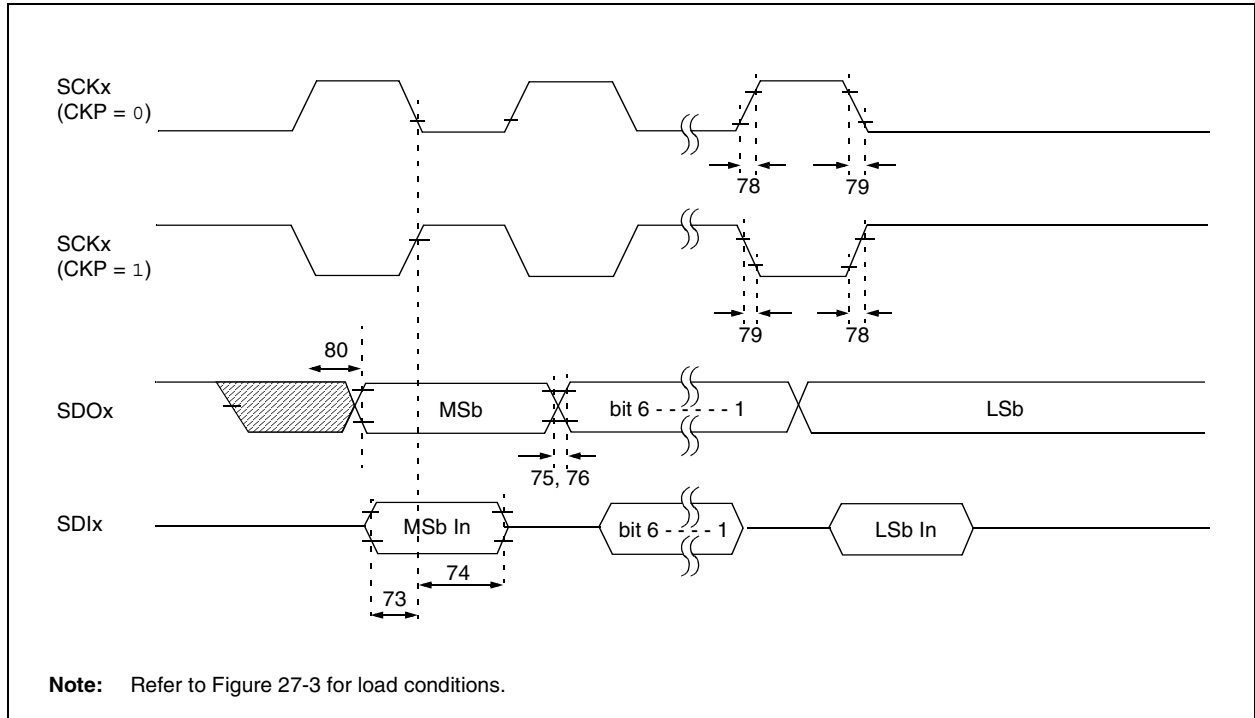 SCKx
(CKP = 0)
78
79
SCKx
(CKP = 1)
79
78
80
SDOx
MSb
bit 6 - - - - - - 1
LSb
75, 76
SDIx
MSb In
bit 6 - - - - 1
LSb In
74
73
Note: Refer to Figure 27-3 for load conditions.